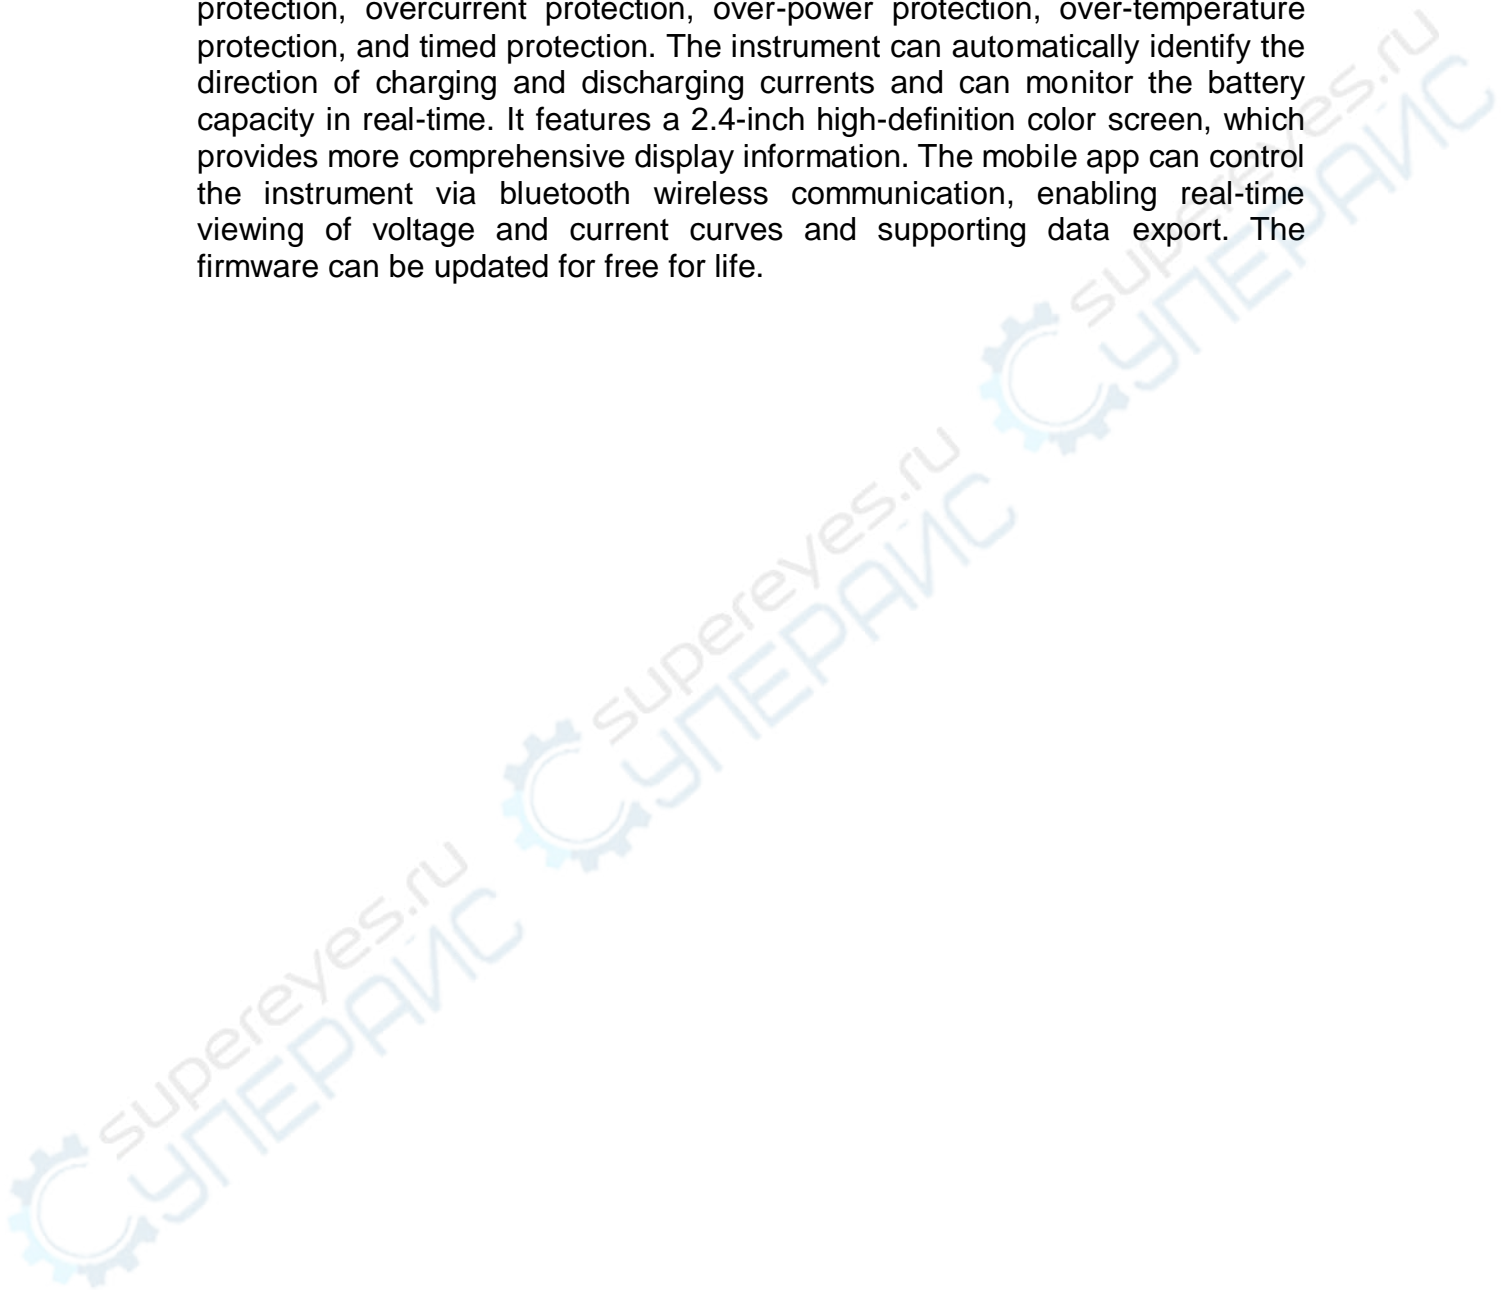 protection, overcurrent protection, over-power protection, over-temperature
protection, and timed protection. The instrument can automatically identify the
direction of charging and discharging currents and can monitor the battery
capacity in real-time. It features a 2.4-inch high-definition color screen, which
provides more comprehensive display information. The mobile app can control
the instrument via bluetooth wireless communication, enabling real-time
viewing of voltage and current curves and supporting data export. The
firmware can be updated for free for life.
supereyes.ru
СУПЕРАЙС
supereyes.ru
СУПЕРАЙС
supereyes.ru
СУПЕРАЙС